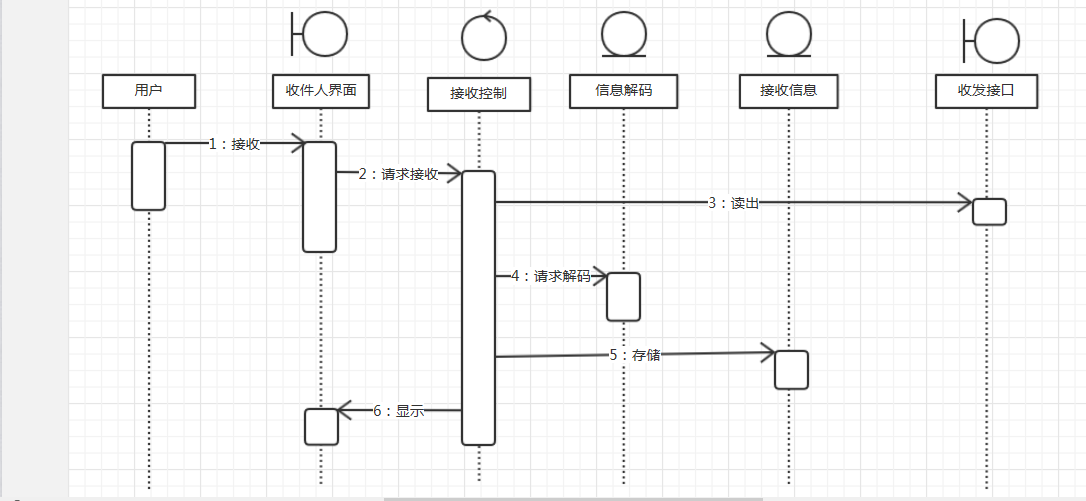 用户
收件人界面
接收控制
信息解码
接收信息
收发接口
1：接收
2：请求接收
3：读出
4：请求解码
5：存储
6：显示